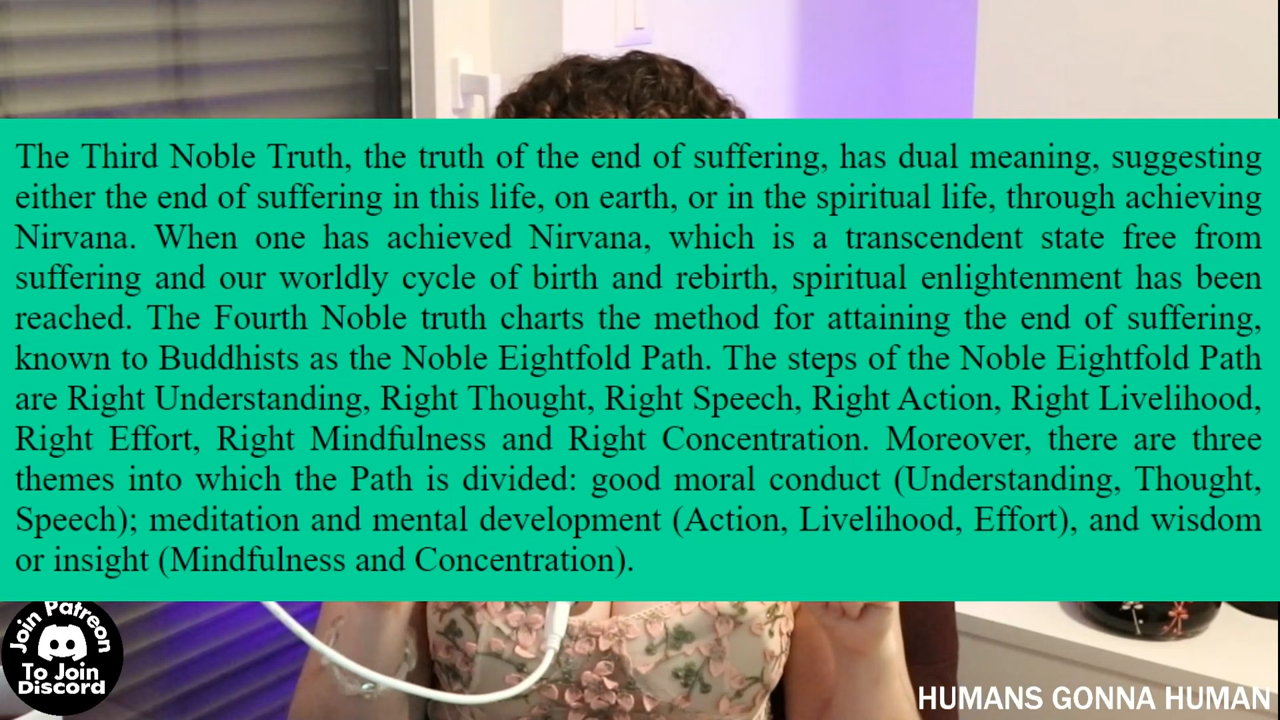 The Third Noble Truth, the truth of the end of suffering, has dual meaning, suggesting
either the end of suffering in this life, on earth, or in the spiritual life, through achieving
Nirvana. When one has achieved Nirvana, which is a transcendent state free from
suffering and our worldly cycle of birth and rebirth, spiritual enlightenment has been
reached. The Fourth Noble truth charts the method for attaining the end of suffering,
known to Buddhists as the Noble Eightfold Path. The steps of the Noble Eightfold Path
are Right Understanding, Right Thought, Right Speech, Right Action, Right Livelihood,
Right Effort, Right Mindfulness and Right Concentration. Moreover, there are three
themes into which the Path is divided: good moral conduct (Understanding, Thought,
Speech); meditation and mental development (Action, Livelihood, Effort), and wisdom
or insight (Mindfulness and Concentration).
Join Patreon
To Join
Discord
HUMANS GONNA HUMAN